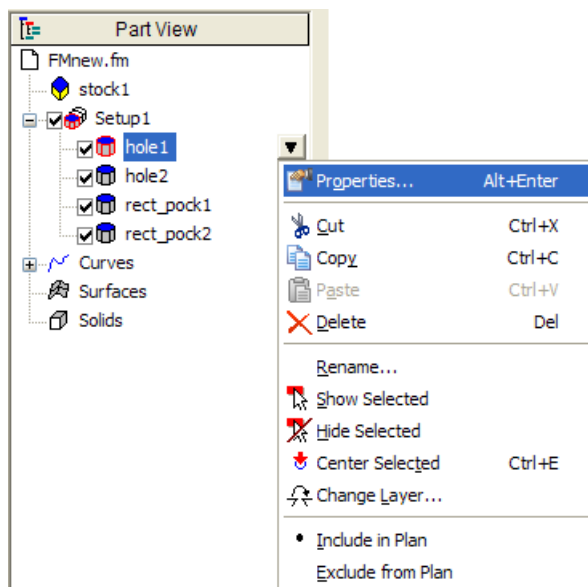 Part View
FMnew.fm
stock1
Setup1
hole1
hole2
rect_pock1
rect_pock2
Curves
Surfaces
Solids
Properties... Alt+Enter
Cut Ctrl+X
Copy Ctrl+C
Paste Ctrl+V
Delete Del
Rename...
Show Selected
Hide Selected
Center Selected Ctrl+E
Change Layer...
Include in Plan
Exclude from Plan